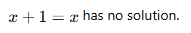 x + 1 = x has no solution.